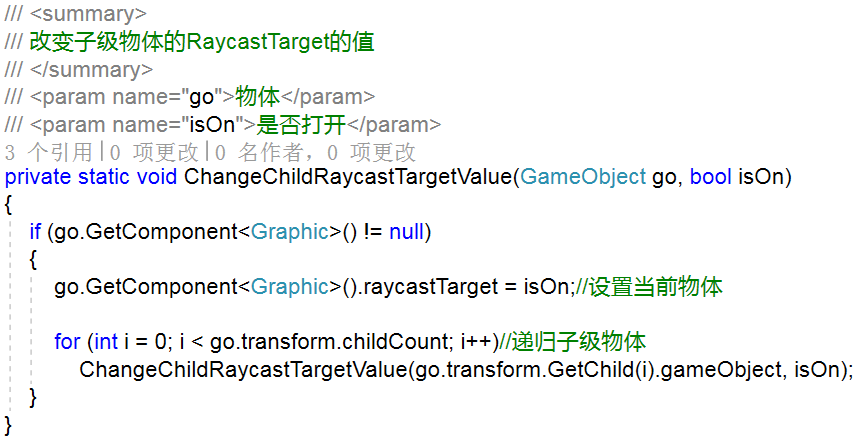 /// <summary>
/// 改变子级物体的RaycastTarget的值
/// </summary>
/// <param name="go">物体</param>
/// <param name="isOn">是否打开</param>
3 个引用|0 项更改|0 名作者，0 项更改
private static void ChangeChildRaycastTargetValue(GameObject go, bool isOn)
{
    if (go.GetComponent<Graphic>() != null)
    {
        go.GetComponent<Graphic>().raycastTarget = isOn;//设置当前物体

        for (int i = 0; i < go.transform.childCount; i++)//递归子级物体
            ChangeChildRaycastTargetValue(go.transform.GetChild(i).gameObject, isOn);
    }
}